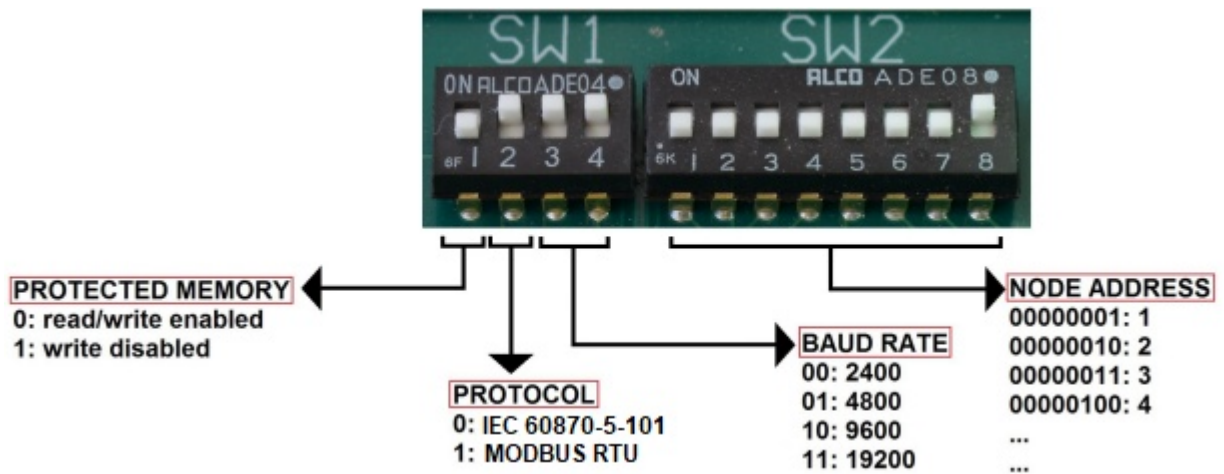 SW1 SW2
ON ALCO ADE04
ON ALCO ADE08
6F 1 2 3 4
6K 1 2 3 4 5 6 7 8
PROTECTED MEMORY
0: read/write enabled
1: write disabled
PROTOCOL
0: IEC 60870-5-101
1: MODBUS RTU
BAUD RATE
00: 2400
01: 4800
10: 9600
11: 19200
NODE ADDRESS
00000001: 1
00000010: 2
00000011: 3
00000100: 4
...
...